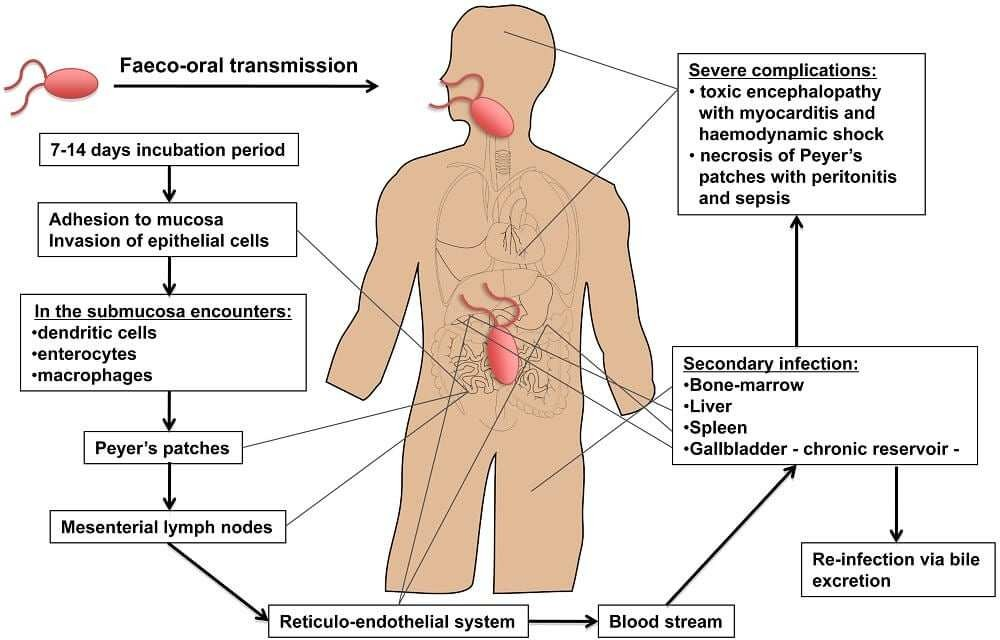 Faeco-oral transmission
7-14 days incubation period
Adhesion to mucosa
Invasion of epithelial cells
In the submucosa encounters:
•dendritic cells
•enterocytes
•macrophages
Peyer's patches
Mesenterial lymph nodes
Reticulo-endothelial system
Blood stream
Secondary infection:
•Bone-marrow
•Liver
•Spleen
•Gallbladder - chronic reservoir -
Severe complications:
• toxic encephalopathy
with myocarditis and
haemodynamic shock
• necrosis of Peyer's
patches with peritonitis
and sepsis
Re-infection via bile
excretion